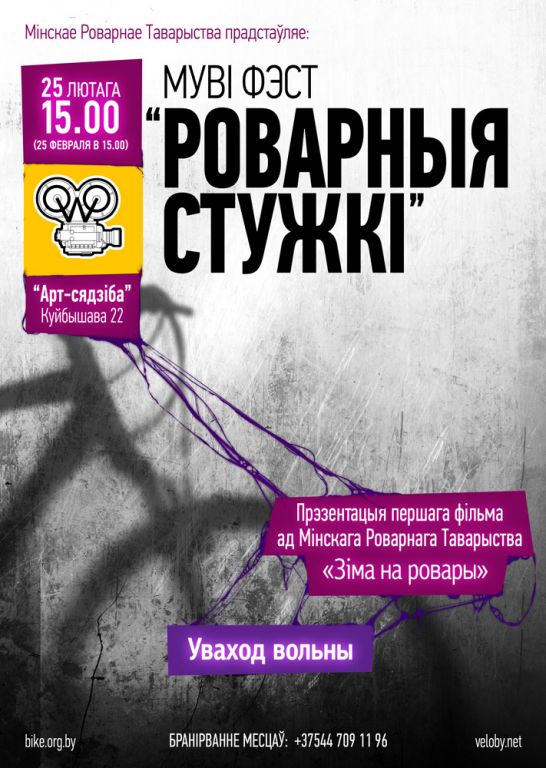 Мінскае Роварнае Таварыства прадстаўляе:
25 ЛЮТАГА
15.00
(25 ФЕВРАЛЯ В 15.00)
МУВІ ФЭСТ
“РОВАРНЫЯ
СТУЖКІ”
“Арт-сядзіба”
Куйбышава 22
Прэзентацыя першага фільма
ад Мінскага Роварнага Таварыства
«Зіма на ровары»
Уваход вольны
bike.org.by
БРАНІРВАННЕ МЕСЦАЎ: +37544 709 11 96
veloby.net